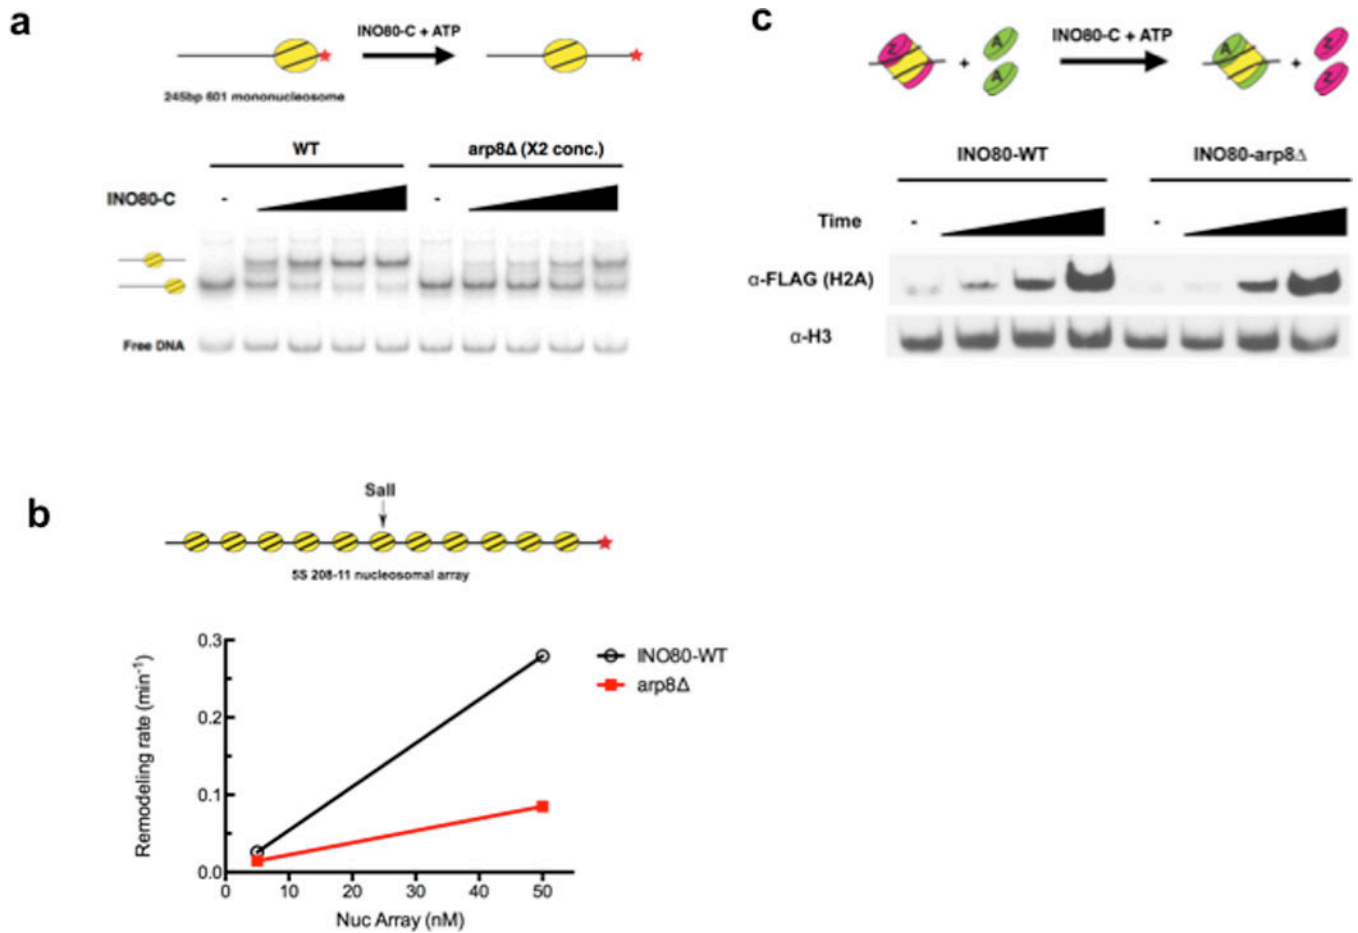 a
INO80-C + ATP
245bp 601 mononucleosome
WT
arp8Δ (X2 conc.)
INO80-C
-
-
Free DNA
b
SalI
5S 208-11 nucleosomal array
Remodeling rate (min-1)
0.3
0.2
0.1
0.0
0
10
20
30
40
50
Nuc Array (nM)
INO80-WT
arp8Δ
c
Z
+
A
A
INO80-C + ATP
A
+
Z
Z
INO80-WT
INO80-arp8Δ
Time
-
-
α-FLAG (H2A)
α-H3